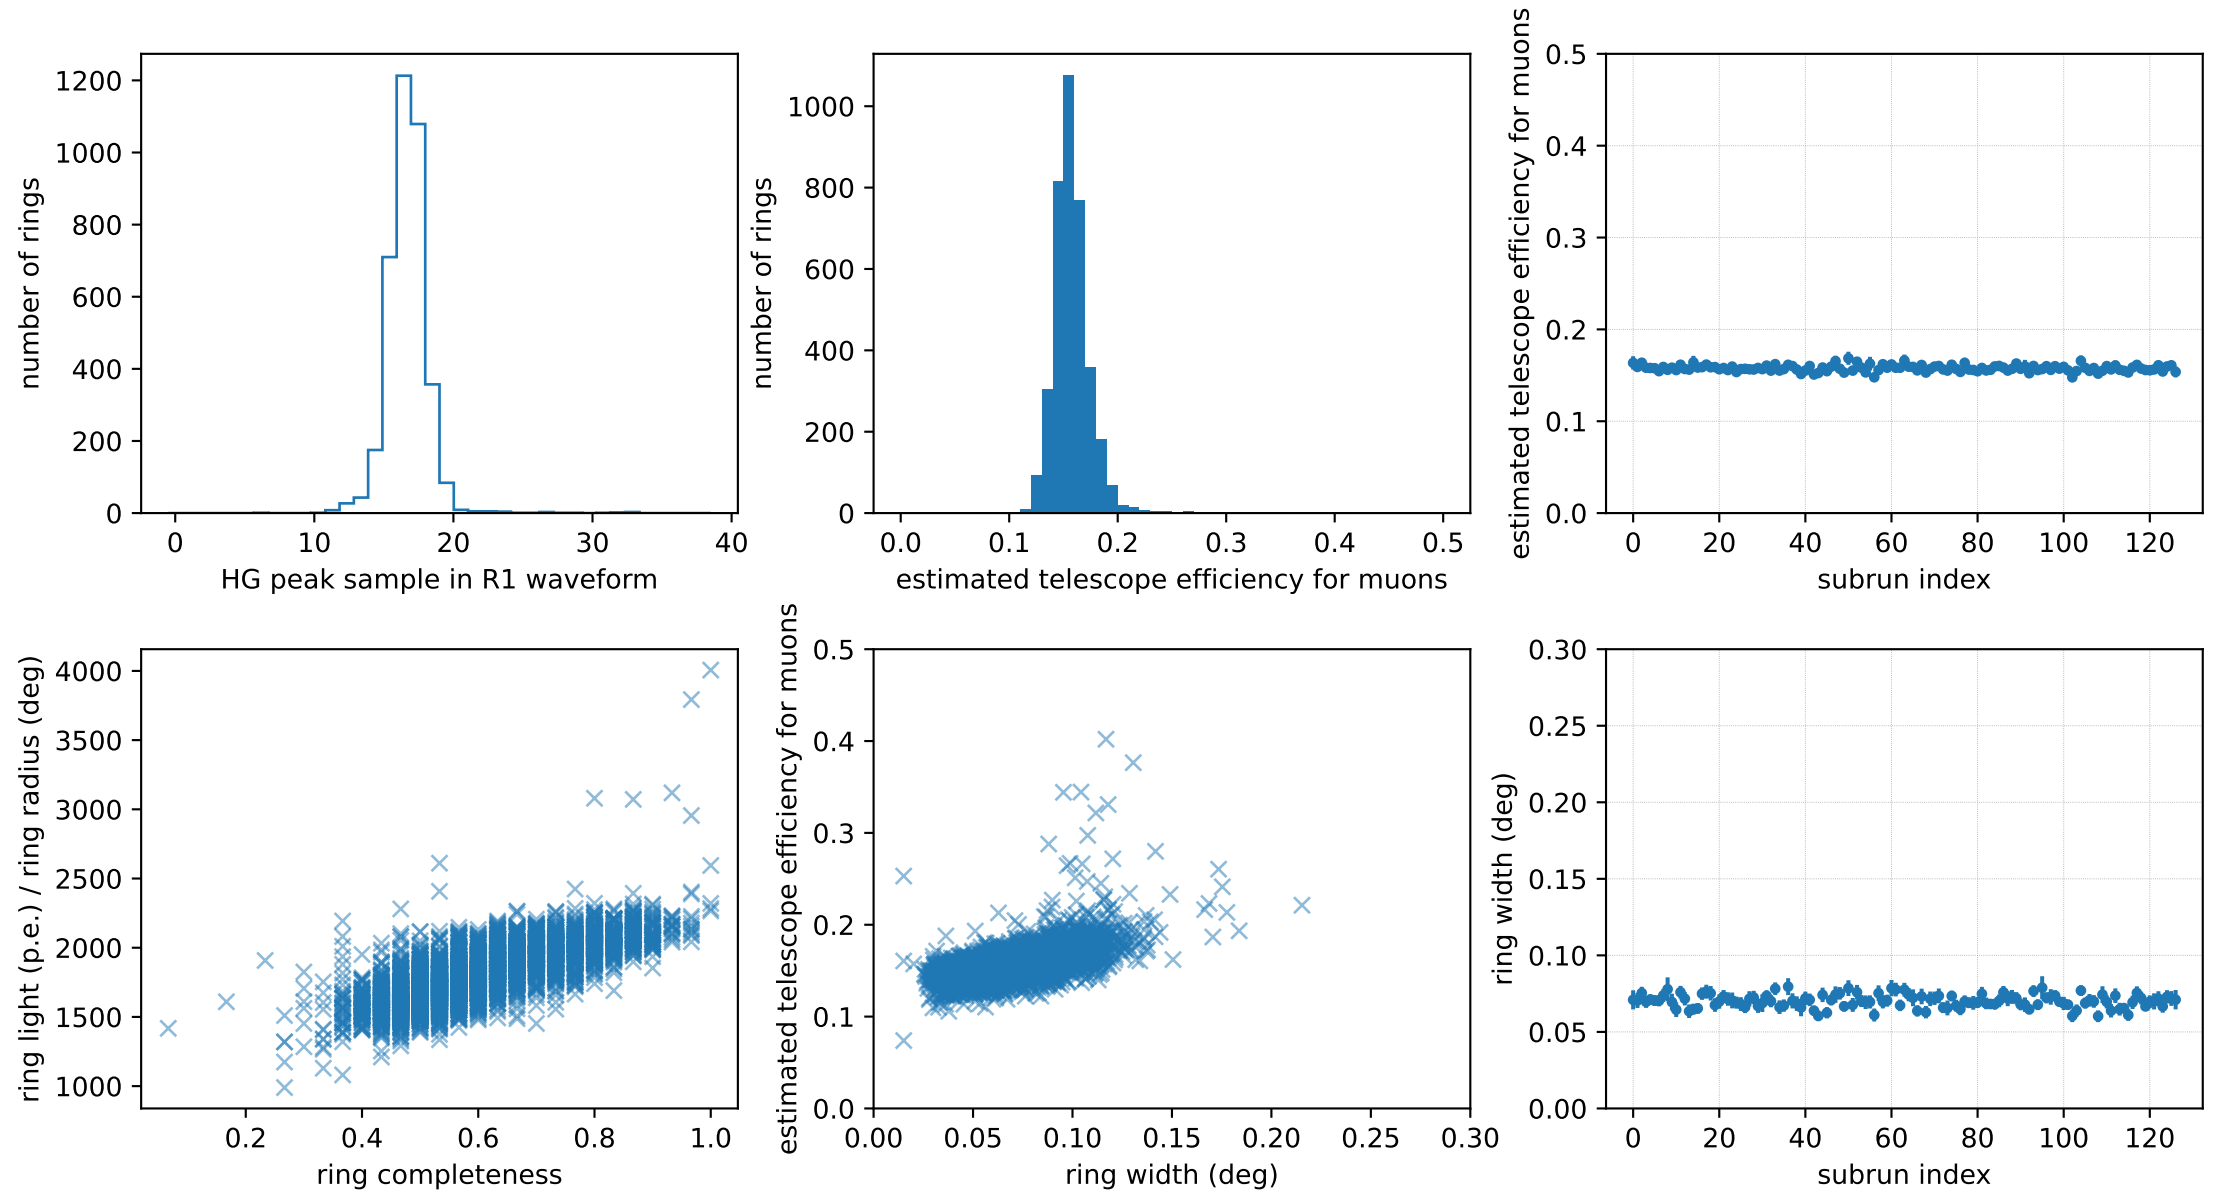 number of rings
1200
1000
800
600
400
200
0
0 10 20 30 40
HG peak sample in R1 waveform
number of rings
1000
800
600
400
200
0
0.0 0.1 0.2 0.3 0.4 0.5
estimated telescope efficiency for muons
estimated telescope efficiency for muons
0.5
0.4
0.3
0.2
0.1
0.0
0 20 40 60 80 100 120
subrun index
ring light (p.e.) / ring radius (deg)
4000
3500
3000
2500
2000
1500
1000
0.2 0.4 0.6 0.8 1.0
ring completeness
estimated telescope efficiency for muons
0.5
0.4
0.3
0.2
0.1
0.0
0.00 0.05 0.10 0.15 0.20 0.25 0.30
ring width (deg)
ring width (deg)
0.30
0.25
0.20
0.15
0.10
0.05
0.00
0 20 40 60 80 100 120
subrun index